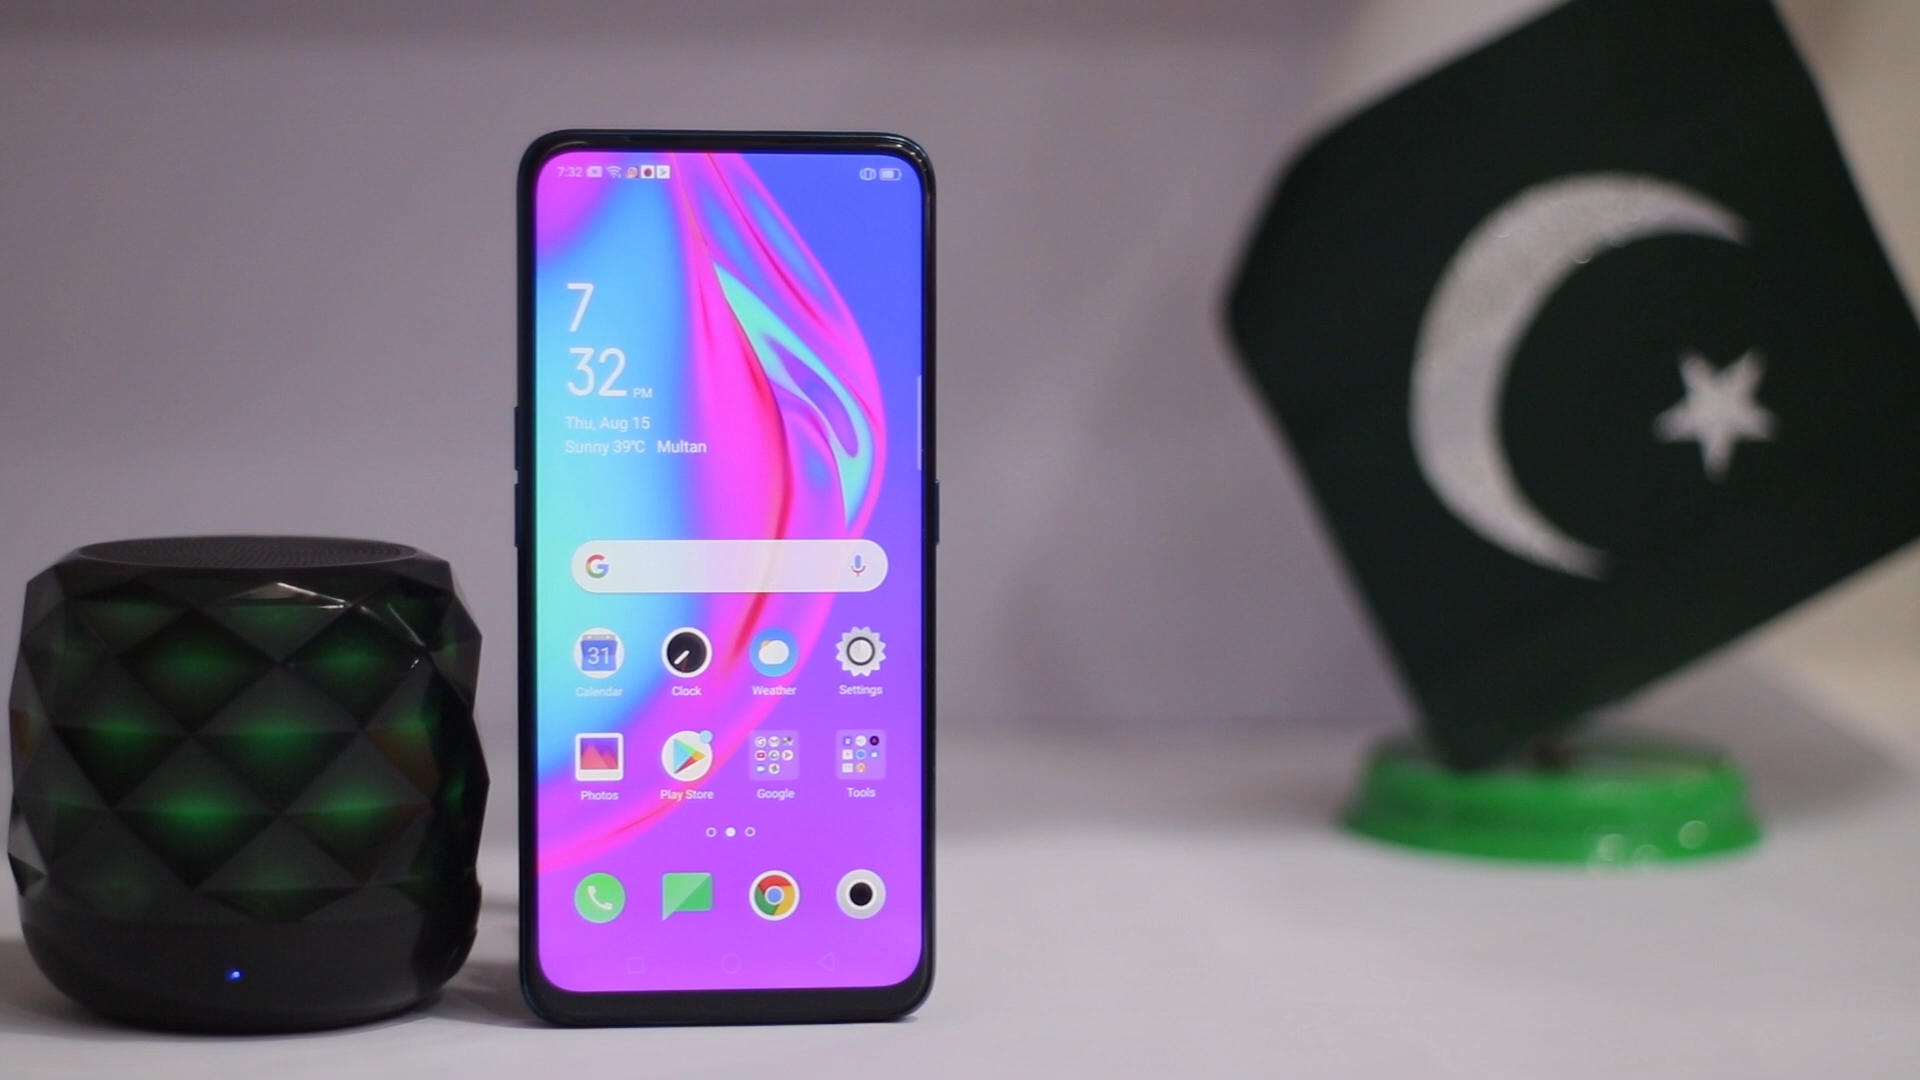 7:32
7
32 PM
Thu, Aug 15
Sunny 39℃ Multan
G
31
Calendar Clock Weather Settings
Photos Play Store Google Tools